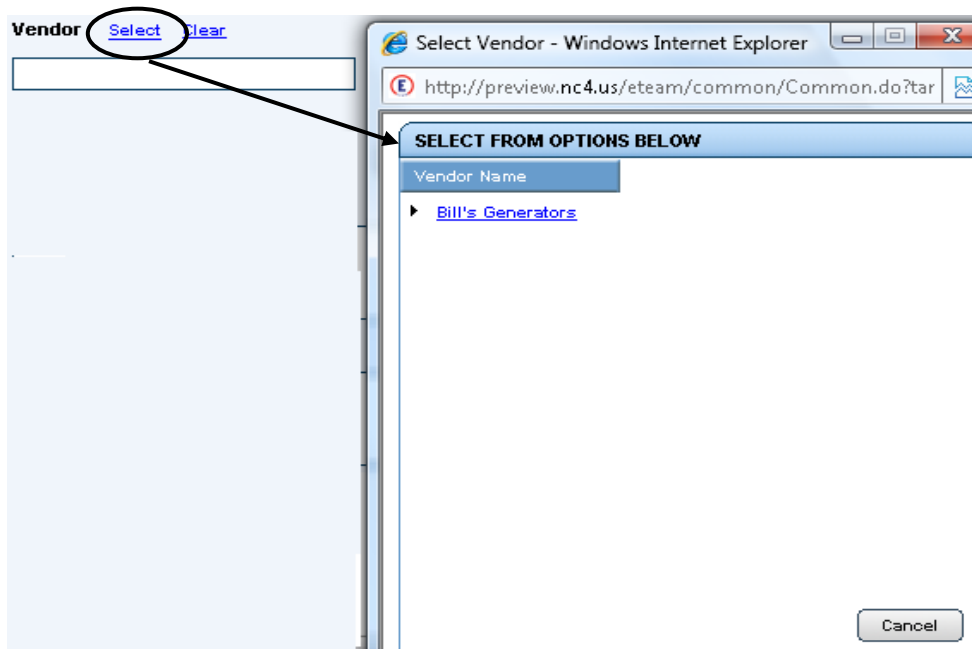 Vendor Select Clear
Select Vendor - Windows Internet Explorer
http://preview.nc4.us/eteam/common/Common.do?tar
SELECT FROM OPTIONS BELOW
Vendor Name
Bill's Generators
Cancel